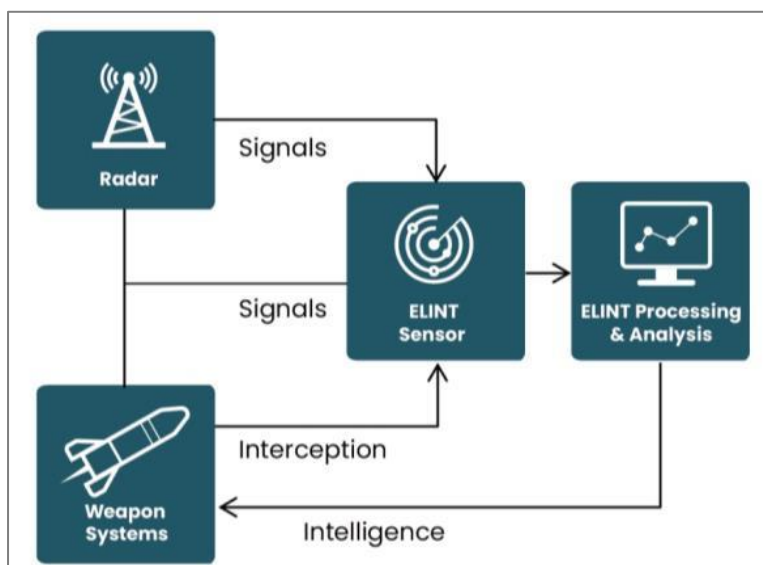 Radar
Signals
Signals
ELINT
Sensor
ELINT Processing
& Analysis
Interception
Weapon
Systems
Intelligence